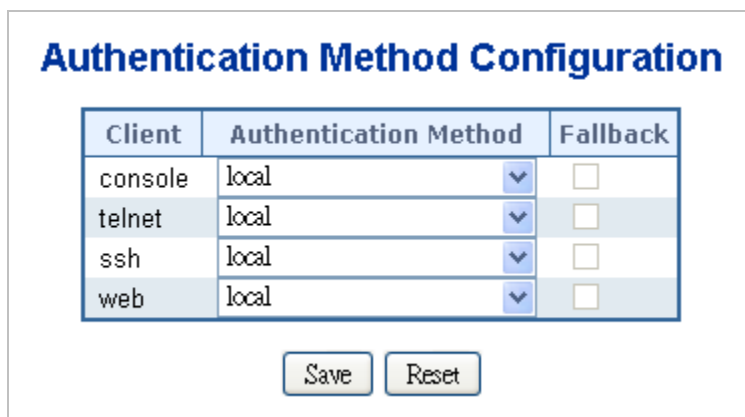 Authentication Method Configuration
Client Authentication Method Fallback
console local
telnet local
ssh local
web local
Save Reset